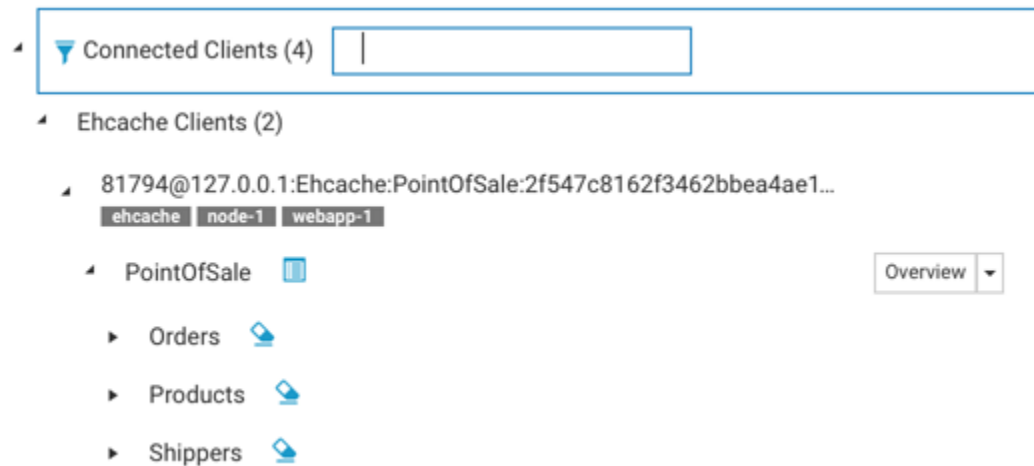 Connected Clients (4)
Ehcache Clients (2)
81794@127.0.0.1:Ehcache:PointOfSale:2f547c8162f3462bbea4ae1...
ehcache node-1 webapp-1
PointOfSale Overview
Orders
Products
Shippers